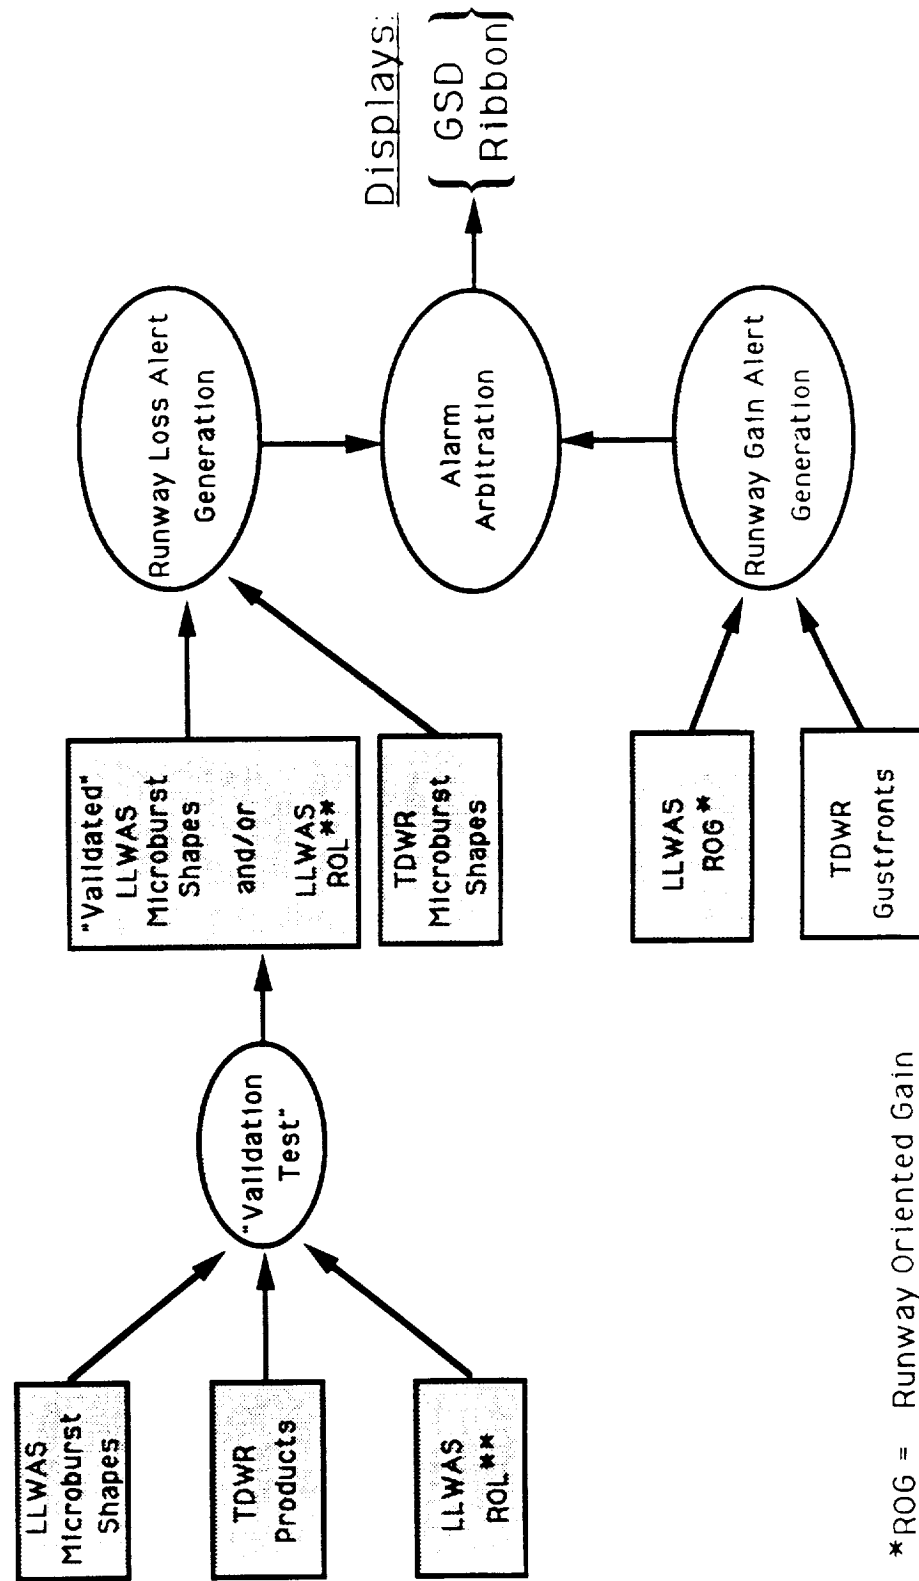 LLWAS
Microburst
Shapes
TDWR
Products
LLWAS
ROL**
"Validation
Test"
"Validated"
LLWAS
Microburst
Shapes
and/or
LLWAS
ROL**
TDWR
Microburst
Shapes
Runway Loss Alert
Generation
Alarm
Arbitration
Displays:
GSD
Ribbon
LLWAS
ROG*
TDWR
Gustfronts
Runway Gain Alert
Generation
*ROG = Runway Oriented Gain